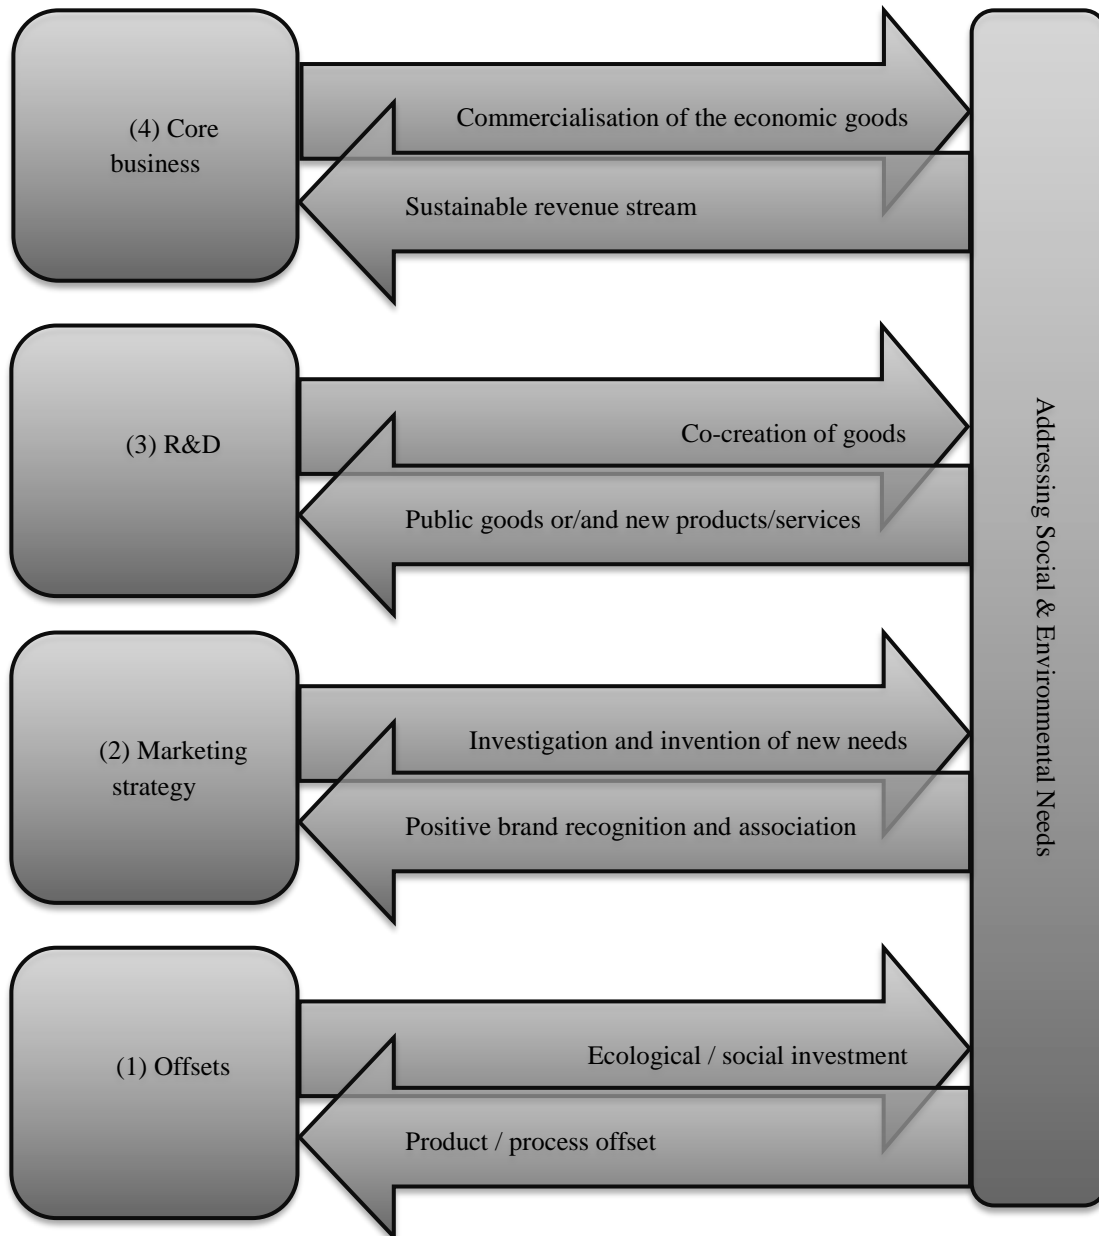 (4) Core
business
Commercialisation of the economic goods
Sustainable revenue stream
(3) R&D
Co-creation of goods
Public goods or/and new products/services
(2) Marketing
strategy
Investigation and invention of new needs
Positive brand recognition and association
(1) Offsets
Ecological / social investment
Product / process offset
Addressing Social & Environmental Needs